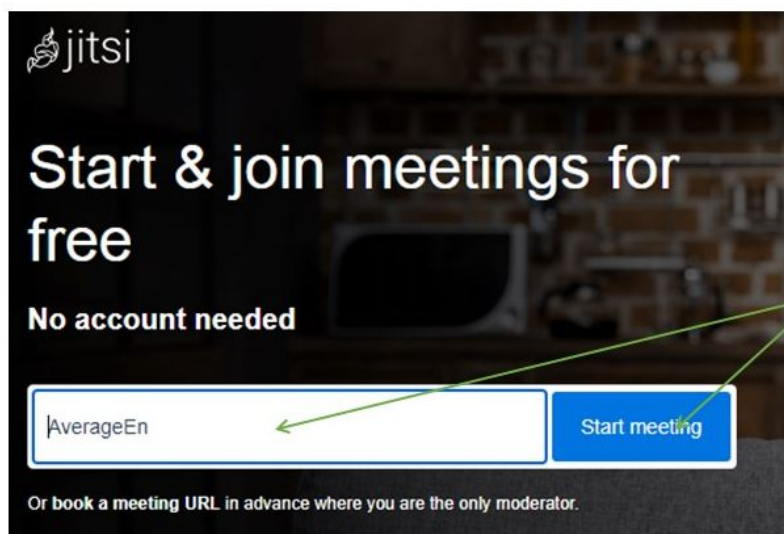 jitsi
Start & join meetings for
free
No account needed
AverageEn
Start meeting
Or book a meeting URL in advance where you are the only moderator.